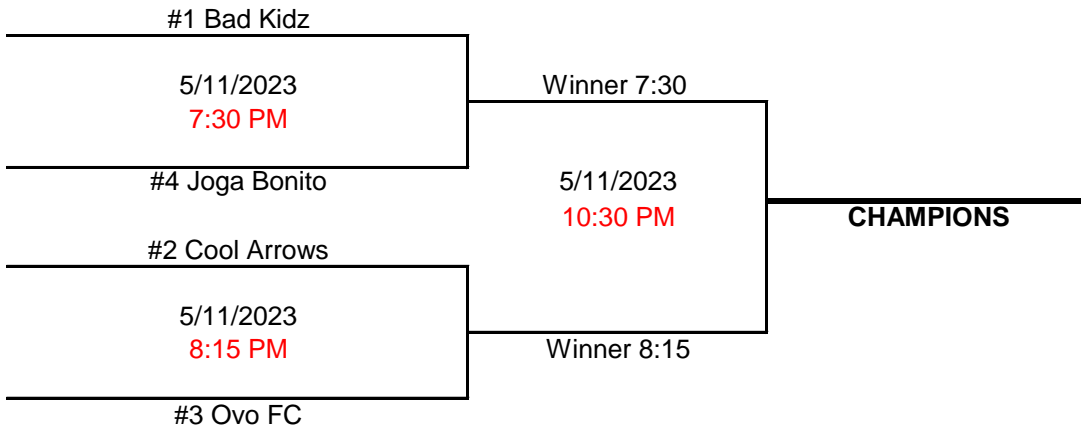 #1 Bad Kidz
5/11/2023
7:30 PM
Winner 7:30
#4 Joga Bonito
5/11/2023
10:30 PM
CHAMPIONS
#2 Cool Arrows
5/11/2023
8:15 PM
Winner 8:15
#3 Ovo FC